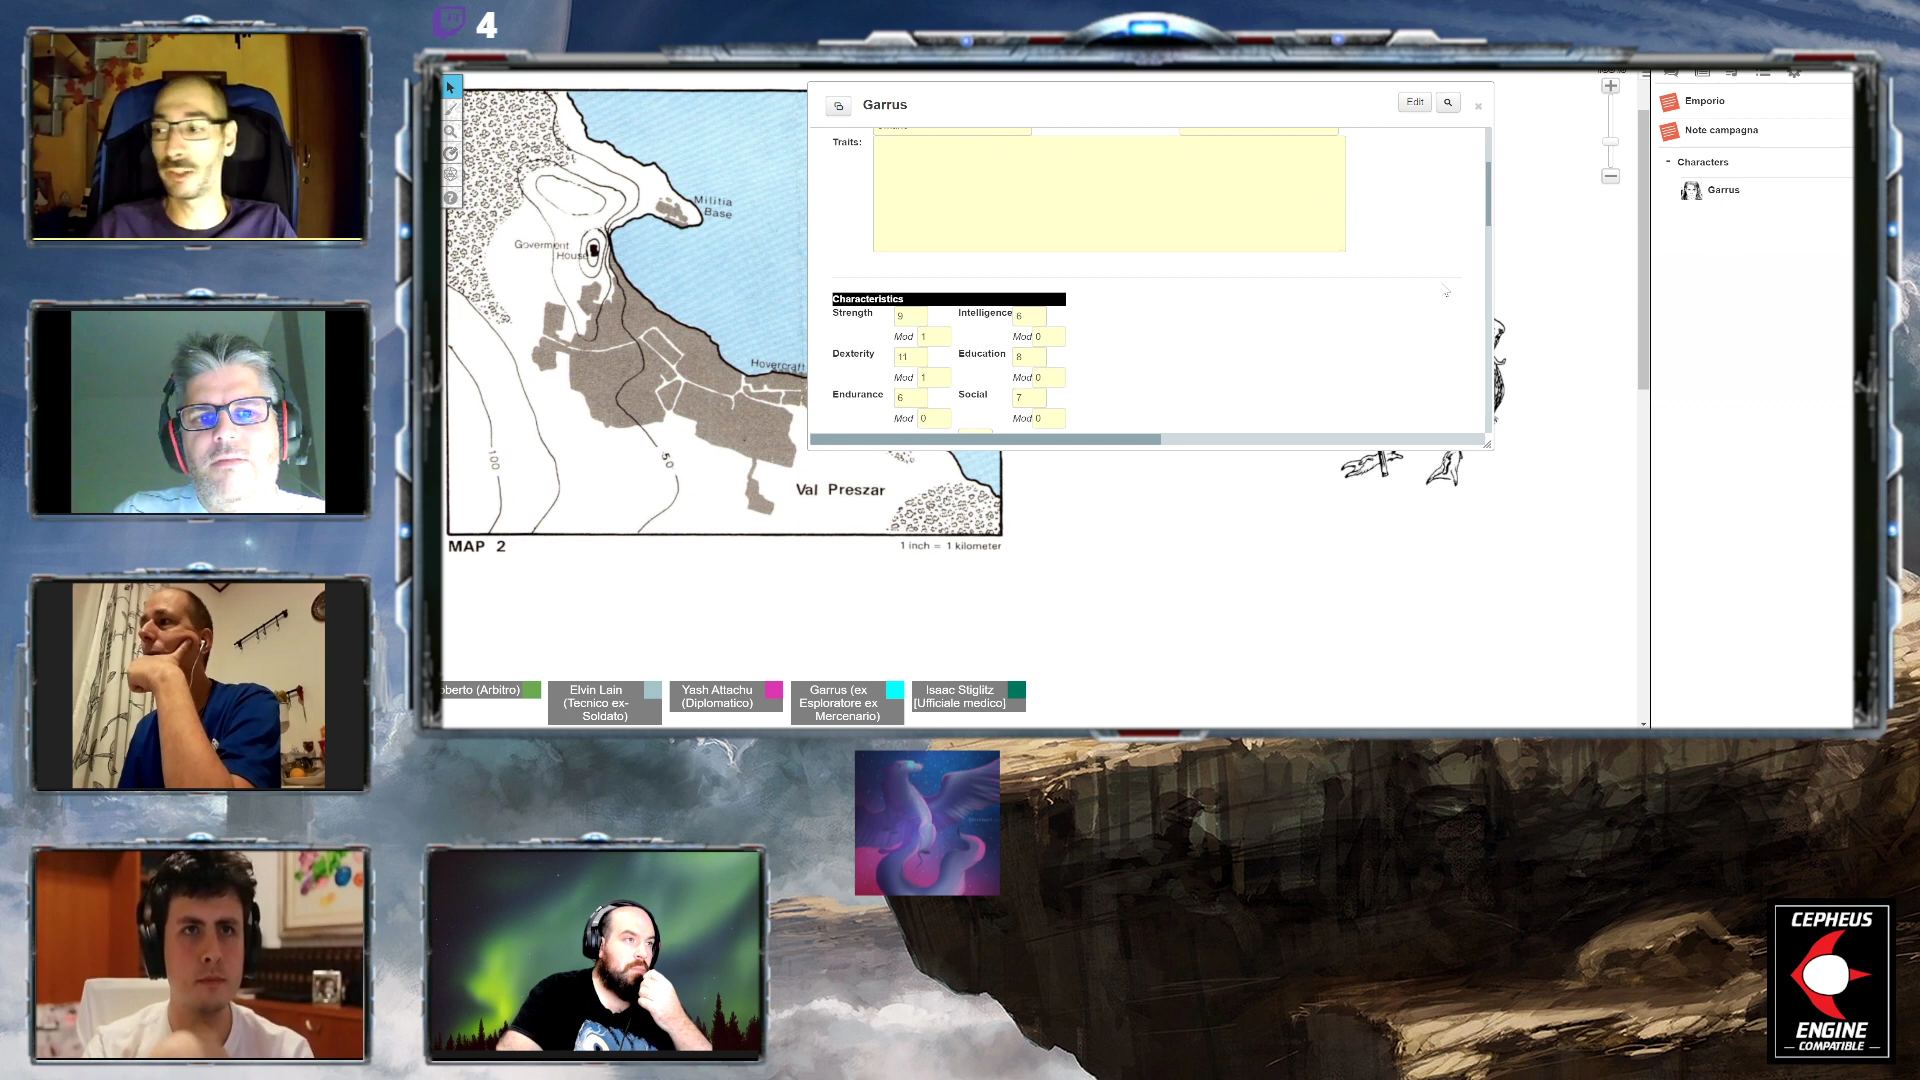 4
Garrus
Edit
Traits:
Characteristics
Strength 9 Intelligence 6
Mod 1 Mod 0
Dexterity 11 Education 8
Mod 1 Mod 0
Endurance 6 Social 7
Mod 0 Mod 0
Militia
Base
Goverment
House
Hovercraft
100
50
Val Preszar
MAP 2
1 inch = 1 kilometer
Emporio
Note campagna
Characters
Garrus
oberto (Arbitro)
Elvin Lain
(Tecnico ex-
Soldato)
Yash Attachu
(Diplomatico)
Garrus (ex
Esploratore ex
Mercenario)
Isaac Stiglitz
[Ufficiale medico]
CEPHEUS
ENGINE
— COMPATIBLE —